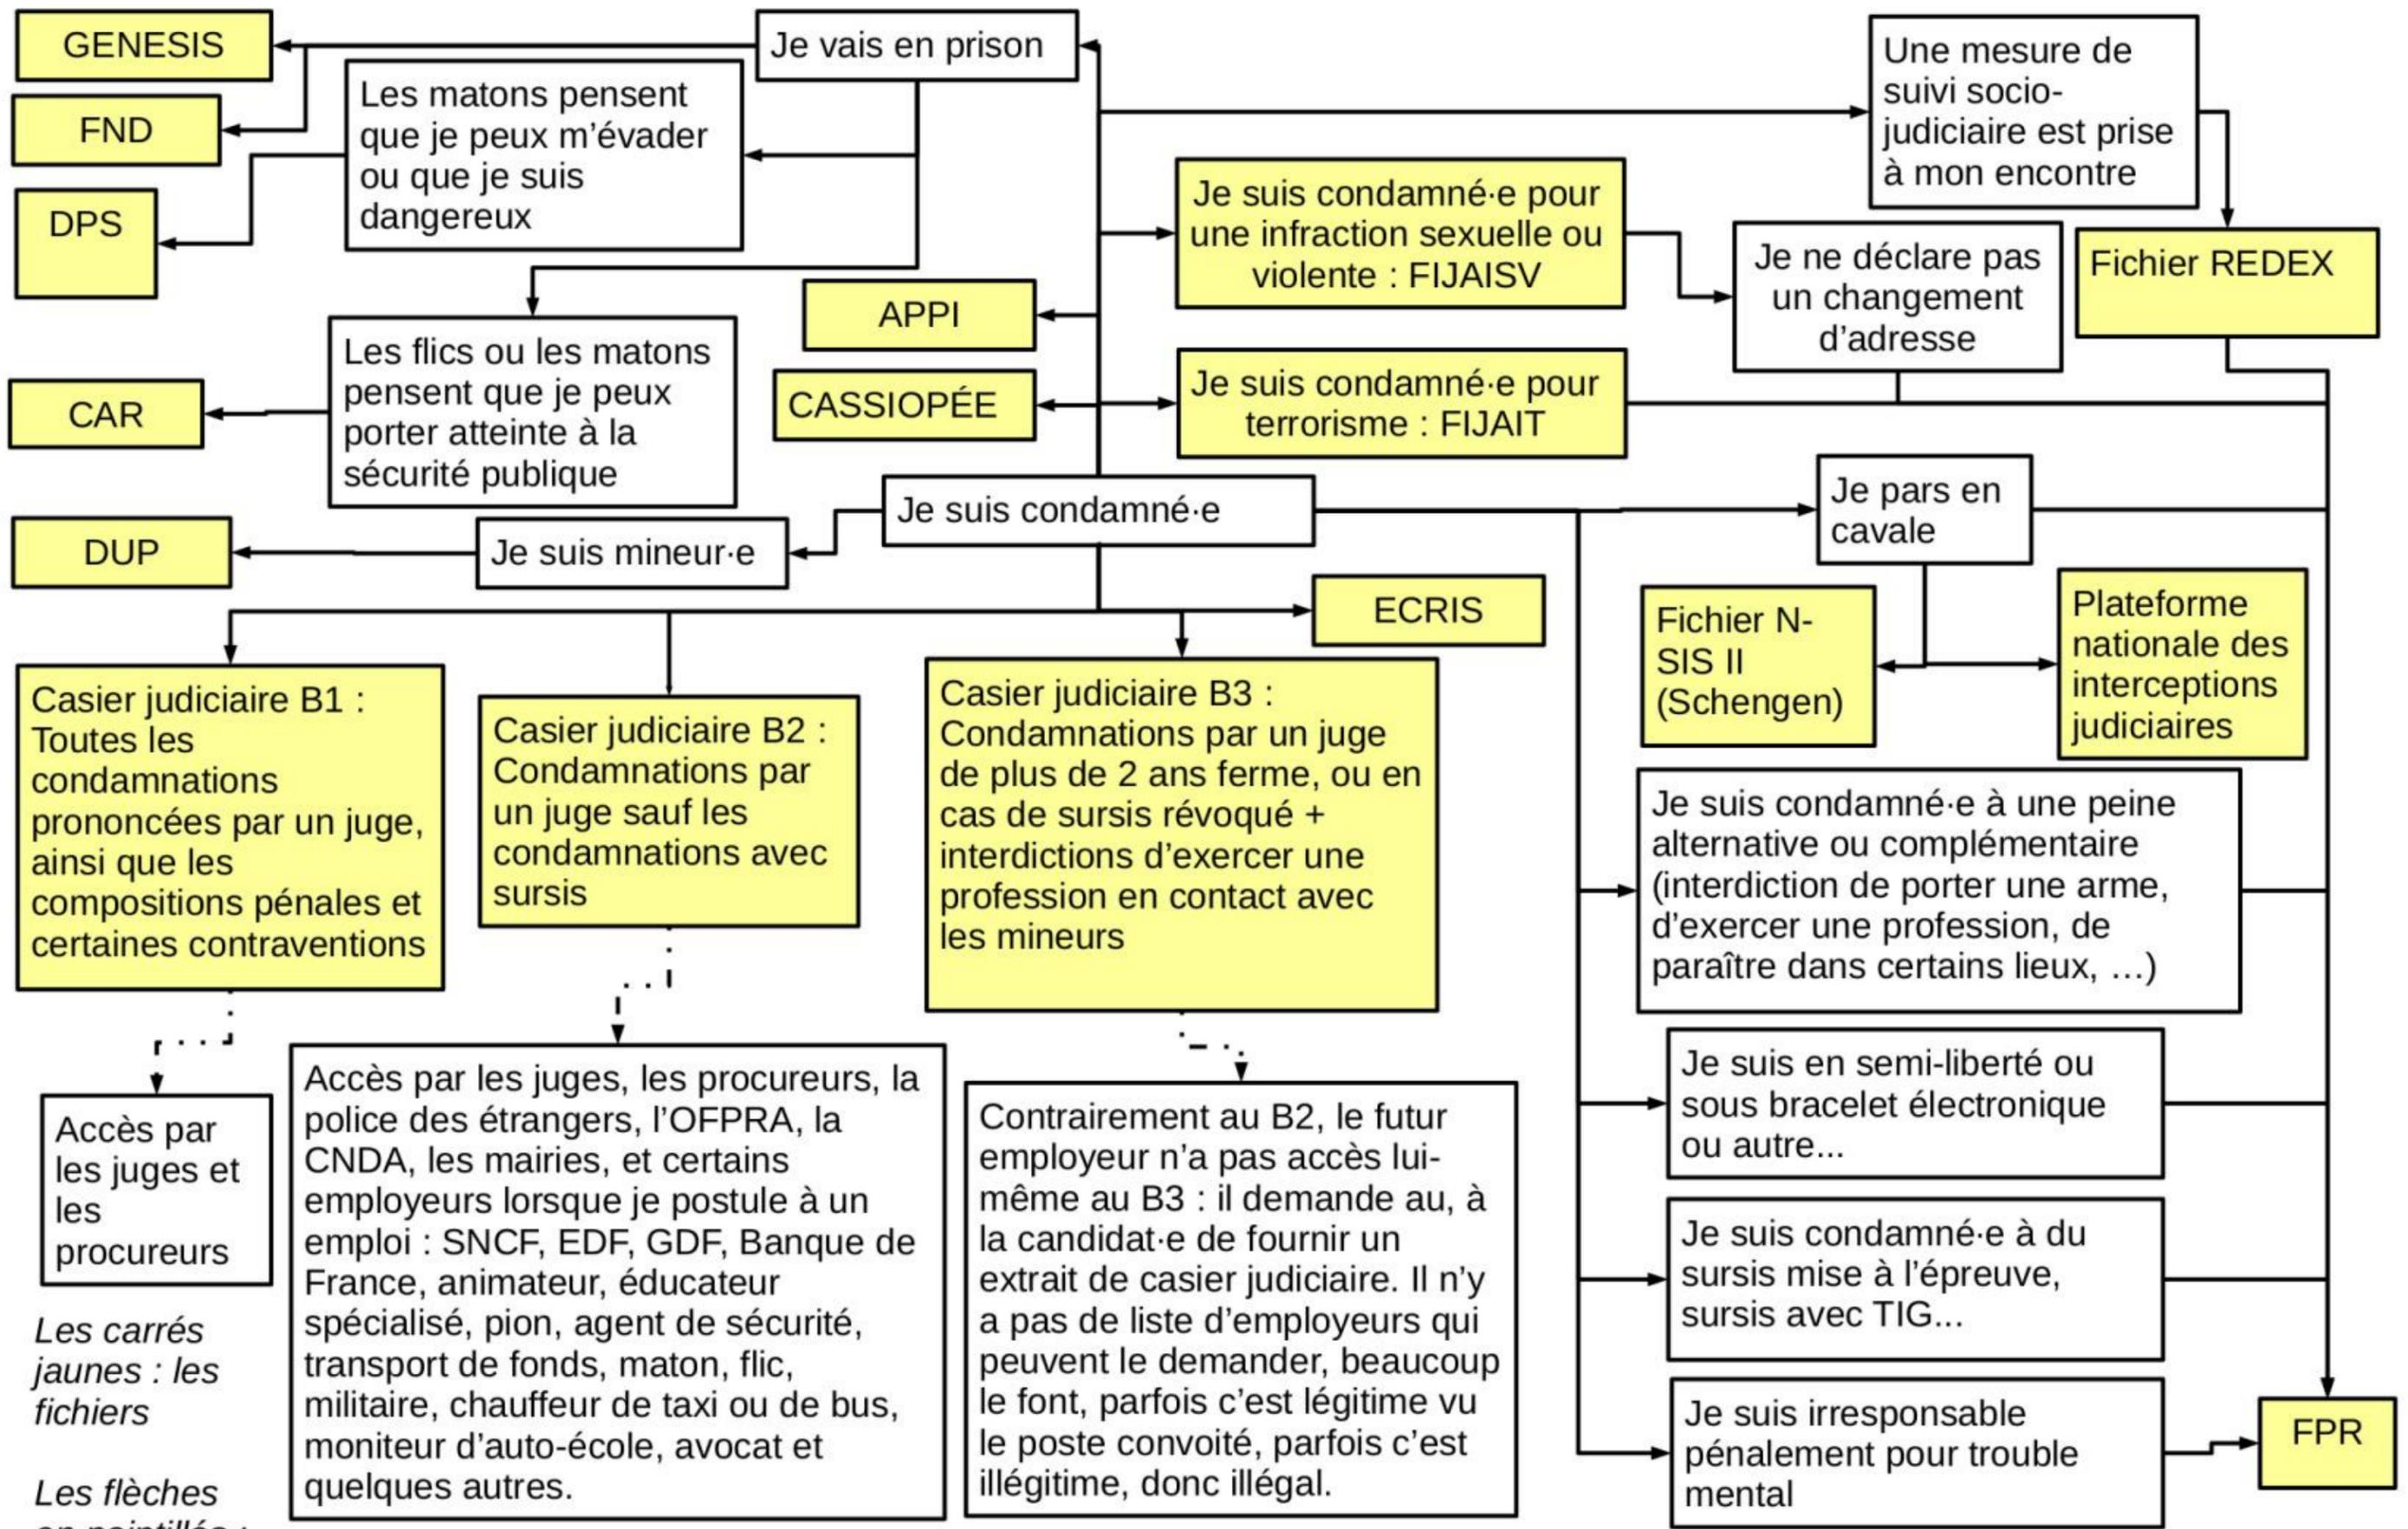 GENESIS
Je vais en prison
Une mesure de
suivi socio-
judiciaire est prise
à mon encontre
FND
Les matons pensent
que je peux m'évader
ou que je suis
dangereux
DPS
Je suis condamné·e pour
une infraction sexuelle ou
violente : FIJAISV
Je ne déclare pas
un changement
d'adresse
Fichier REDEX
APPI
Les flics ou les matons
pensent que je peux
porter atteinte à la
sécurité publique
CAR
CASSIOPÉE
Je suis condamné·e pour
terrorisme : FIJAIT
Je suis condamné·e
Je pars en
cavale
DUP
Je suis mineur·e
ECRIS
Fichier N-
SIS II
(Schengen)
Plateforme
nationale des
interceptions
judiciaires
Casier judiciaire B1 :
Toutes les
condamnations
prononcées par un juge,
ainsi que les
compositions pénales et
certaines contraventions
Casier judiciaire B2 :
Condamnations par
un juge sauf les
condamnations avec
sursis
Casier judiciaire B3 :
Condamnations par un juge
de plus de 2 ans ferme, ou en
cas de sursis révoqué +
interdictions d'exercer une
profession en contact avec
les mineurs
Je suis condamné·e à une peine
alternative ou complémentaire
(interdiction de porter une arme,
d'exercer une profession, de
paraître dans certains lieux, …)
Accès par
les juges et
les
procureurs
Accès par les juges, les procureurs, la
police des étrangers, l'OFPRA, la
CNDA, les mairies, et certains
employeurs lorsque je postule à un
emploi : SNCF, EDF, GDF, Banque de
France, animateur, éducateur
spécialisé, pion, agent de sécurité,
transport de fonds, maton, flic,
militaire, chauffeur de taxi ou de bus,
moniteur d'auto-école, avocat et
quelques autres.
Contrairement au B2, le futur
employeur n'a pas accès lui-
même au B3 : il demande au, à
la candidat·e de fournir un
extrait de casier judiciaire. Il n'y
a pas de liste d'employeurs qui
peuvent le demander, beaucoup
le font, parfois c'est légitime vu
le poste convoité, parfois c'est
illégitime, donc illégal.
Je suis en semi-liberté ou
sous bracelet électronique
ou autre...
Je suis condamné·e à du
sursis mise à l'épreuve,
sursis avec TIG...
Je suis irresponsable
pénalement pour trouble
mental
FPR
Les carrés
jaunes : les
fichiers
Les flèches
en pointillés :